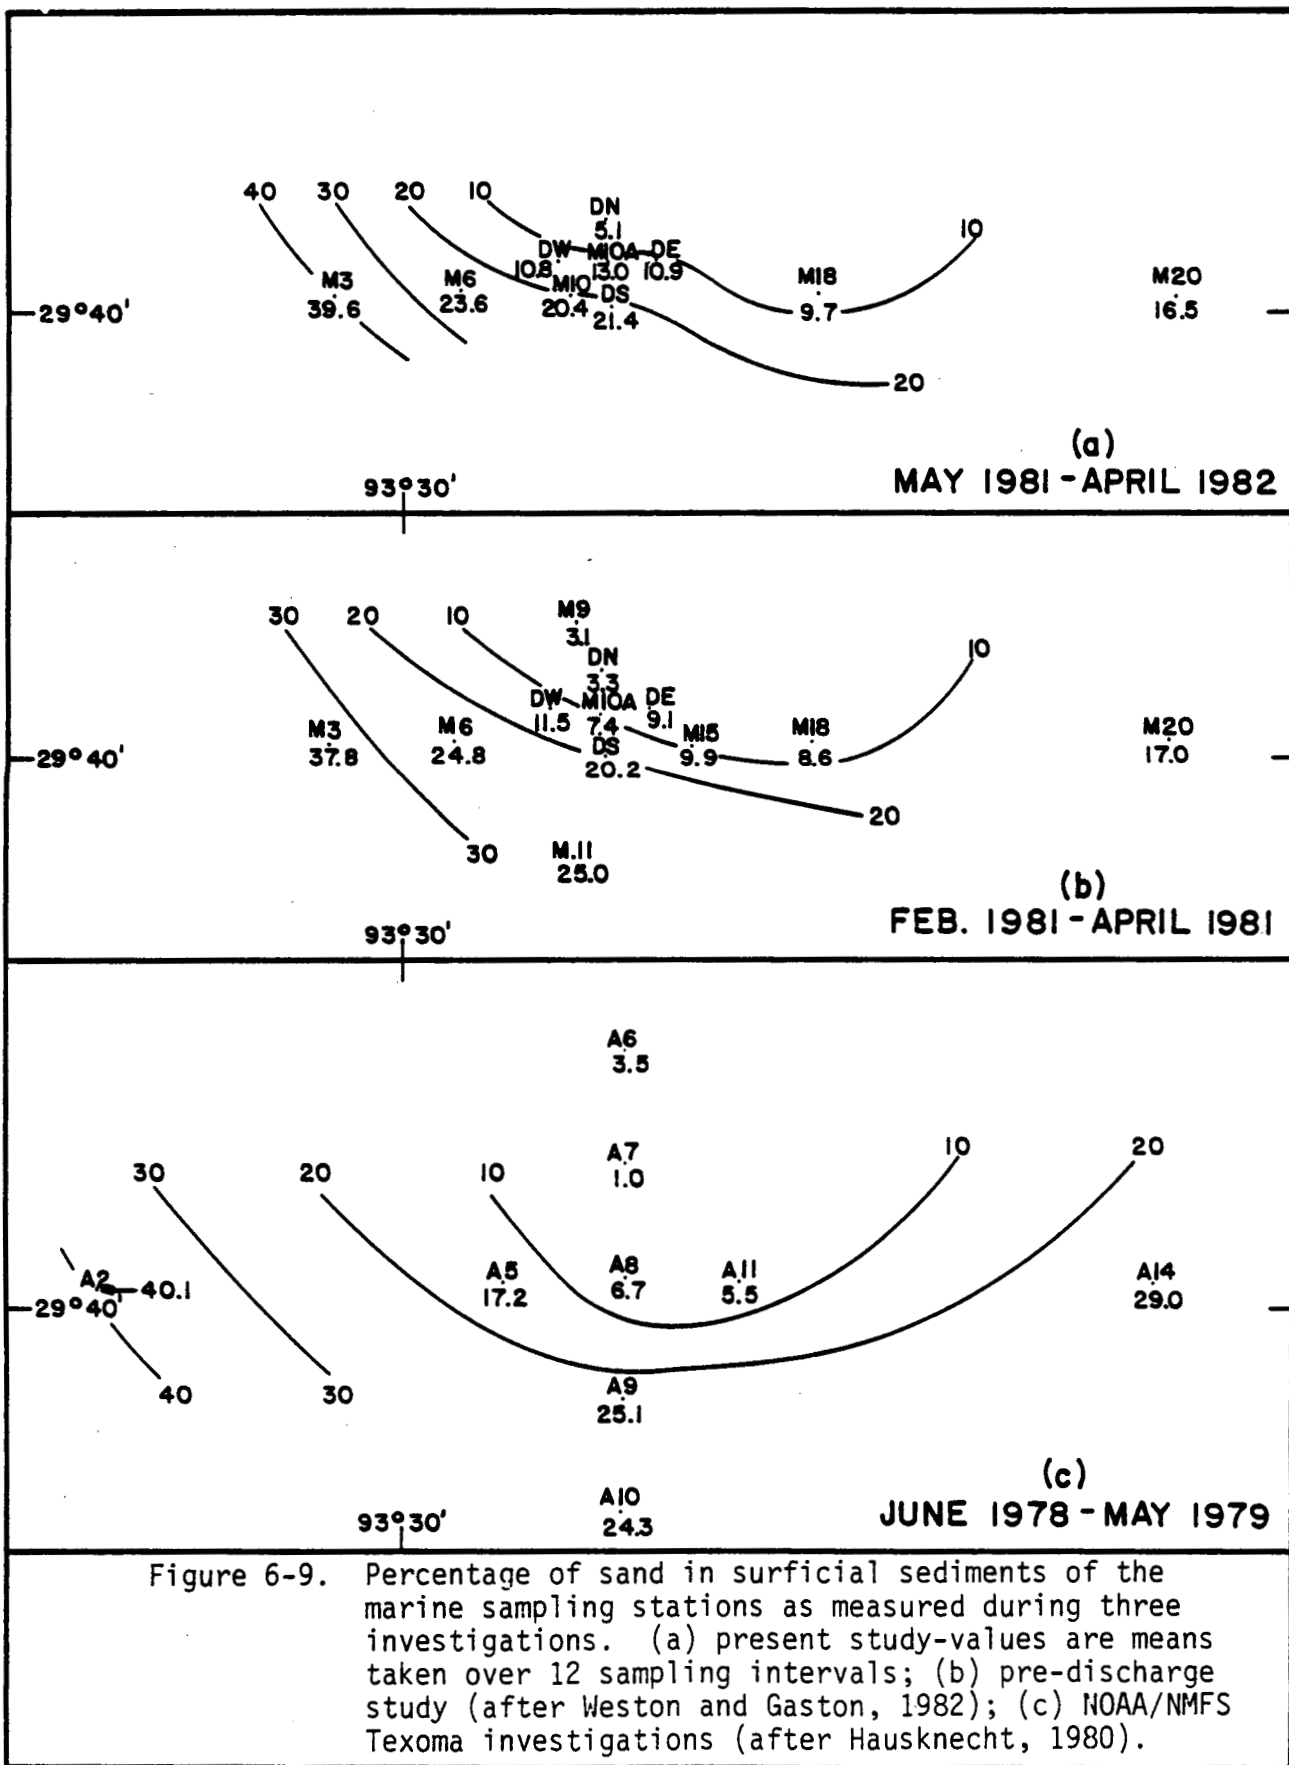 40 30 20 10 DN
5.1 10
DW M10A DE
10.8 13.0 10.9
M3 M6 M10 DS M18 M20
29°40' 39.6 23.6 20.4 21.4 9.7 16.5
20
(a)
93°30' MAY 1981-APRIL 1982
30 20 10 M9
3.1
DN 10
3.3
DW M10A DE
11.5 7.4 9.1
M3 M6 DS M15 M18 M20
29°40' 37.8 24.8 20.2 9.9 8.6 17.0
20
30 M.11
25.0
(b)
93°30' FEB. 1981-APRIL 1981
A6
3.5
A7
1.0
30 20 10 10 20
A2 40.1 A5 A8 A11 A14
29°40' 17.2 6.7 5.5 29.0
40 30 A9
25.1
A10
24.3
(c)
93°30' JUNE 1978-MAY 1979
Figure 6-9. Percentage of sand in surficial sediments of the
marine sampling stations as measured during three
investigations. (a) present study-values are means
taken over 12 sampling intervals; (b) pre-discharge
study (after Weston and Gaston, 1982); (c) NOAA/NMFS
Texoma investigations (after Hausknecht, 1980).